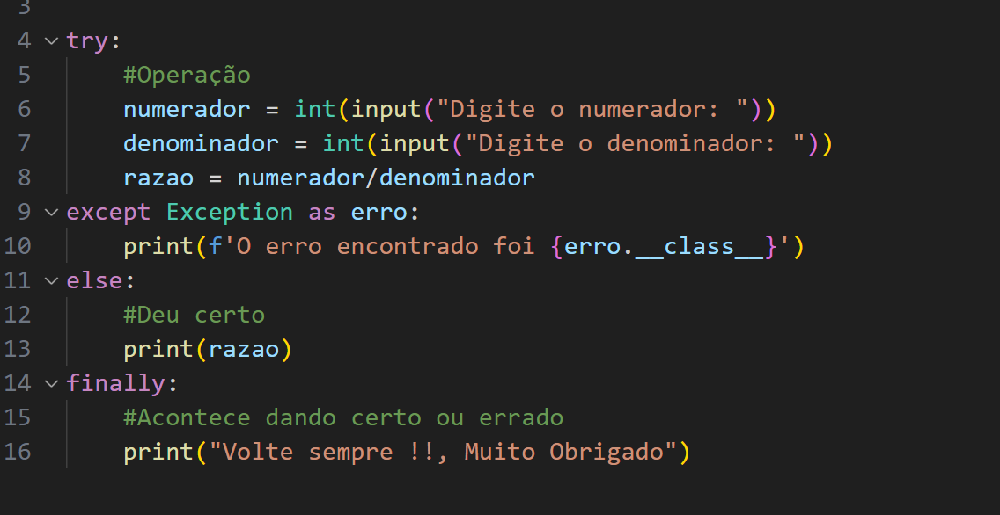 3
4 try:
5 #Operação
6 numerador = int(input("Digite o numerador: "))
7 denominador = int(input("Digite o denominador: "))
8 razao = numerador/denominador
9 except Exception as erro:
10 print(f'O erro encontrado foi {erro.__class__}')
11 else:
12 #Deu certo
13 print(razao)
14 finally:
15 #Acontece dando certo ou errado
16 print("Volte sempre !!, Muito Obrigado")